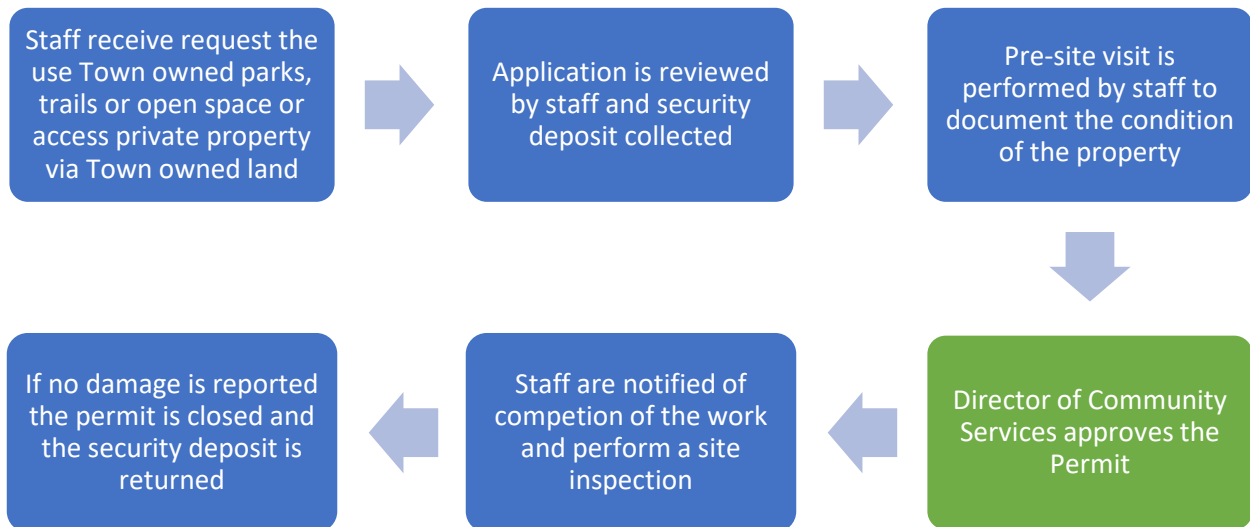 Staff receive request the
use Town owned parks,
trails or open space or
access private property
via Town owned land
Application is reviewed
by staff and security
deposit collected
Pre-site visit is
performed by staff to
document the condition
of the property
Director of Community
Services approves the
Permit
Staff are notified of
competion of the work
and perform a site
inspection
If no damage is reported
the permit is closed and
the security deposit is
returned